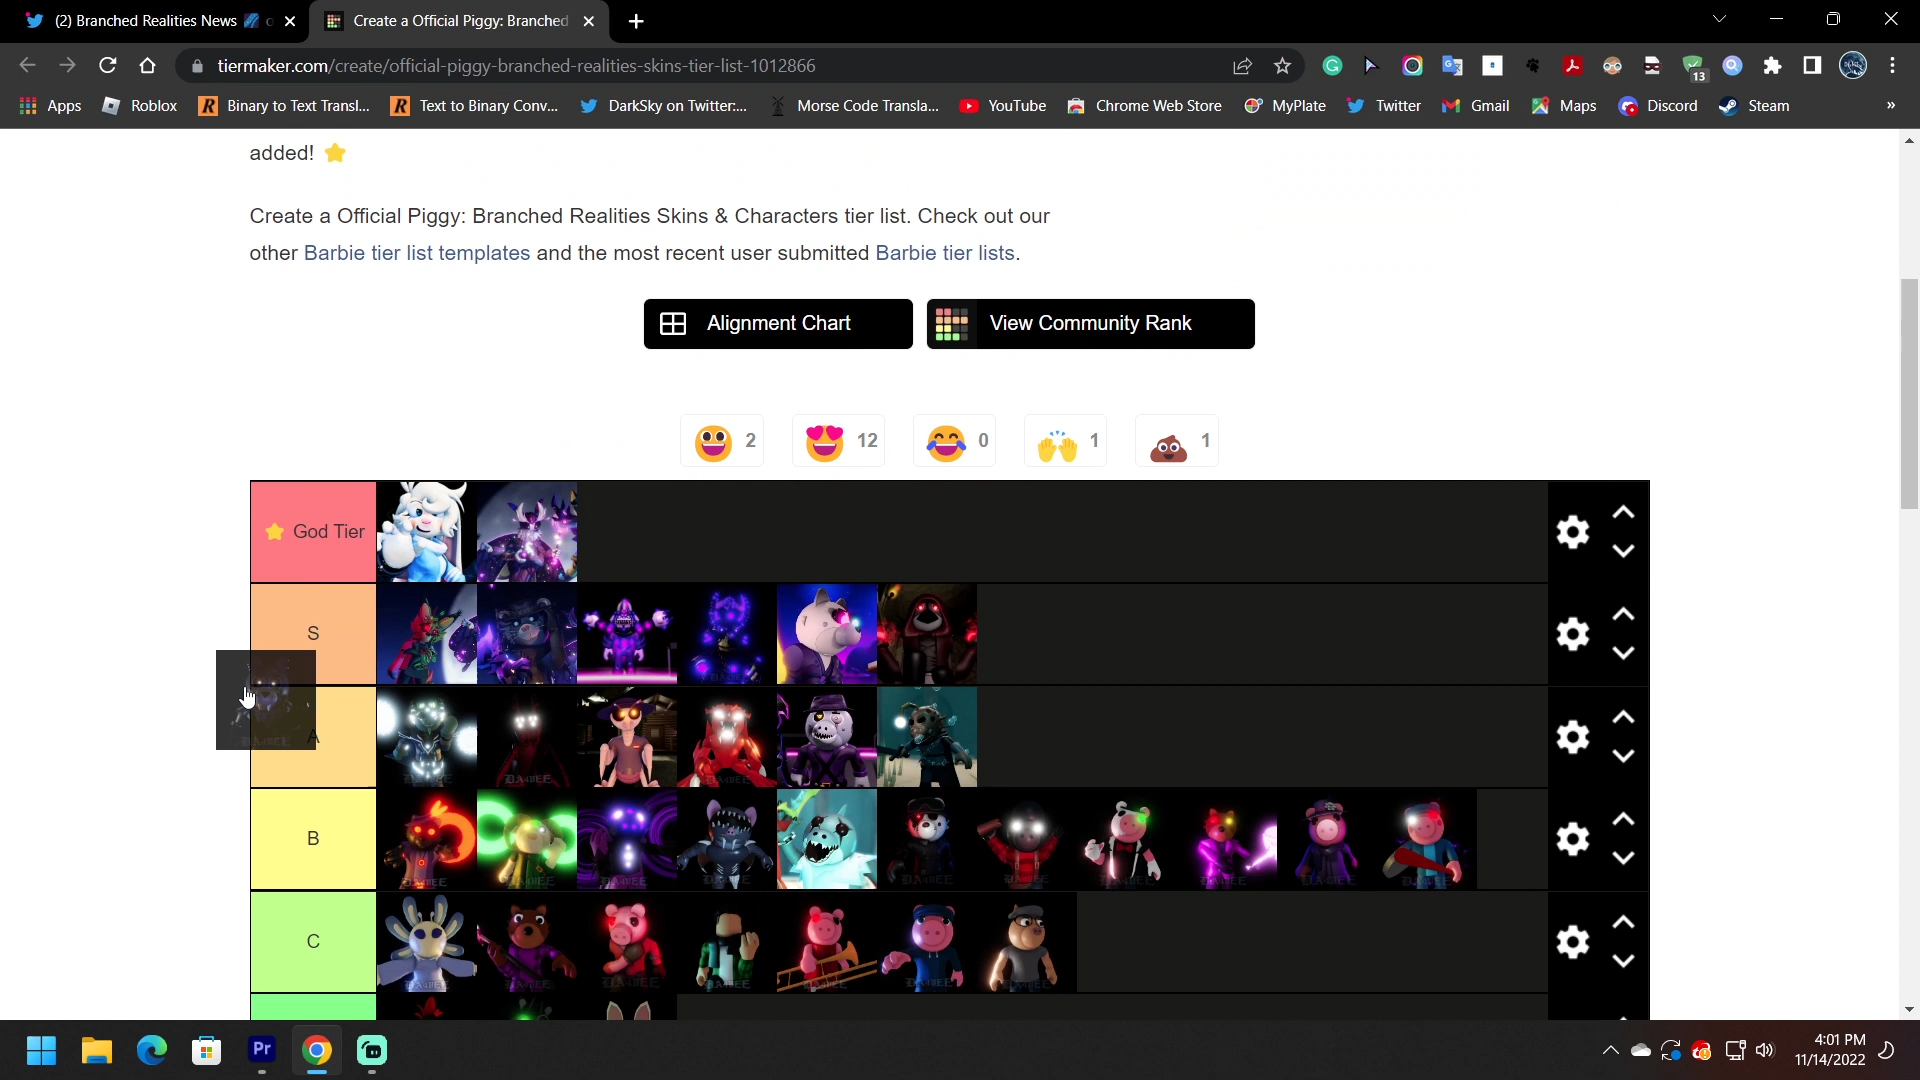 (2) Branched Realities News
Create a Official Piggy: Branched
tiermaker.com/create/official-piggy-branched-realities-skins-tier-list-1012866
13
Apps
Roblox
Binary to Text Transl...
Text to Binary Conv...
DarkSky on Twitter:...
Morse Code Transla...
YouTube
Chrome Web Store
MyPlate
Twitter
Gmail
Maps
Discord
Steam
»
added! ⭐
Create a Official Piggy: Branched Realities Skins & Characters tier list. Check out our
other Barbie tier list templates and the most recent user submitted Barbie tier lists.
Alignment Chart
View Community Rank
2
12
0
1
1
⭐ God Tier
S
A
B
C
Pr
4:01 PM
11/14/2022